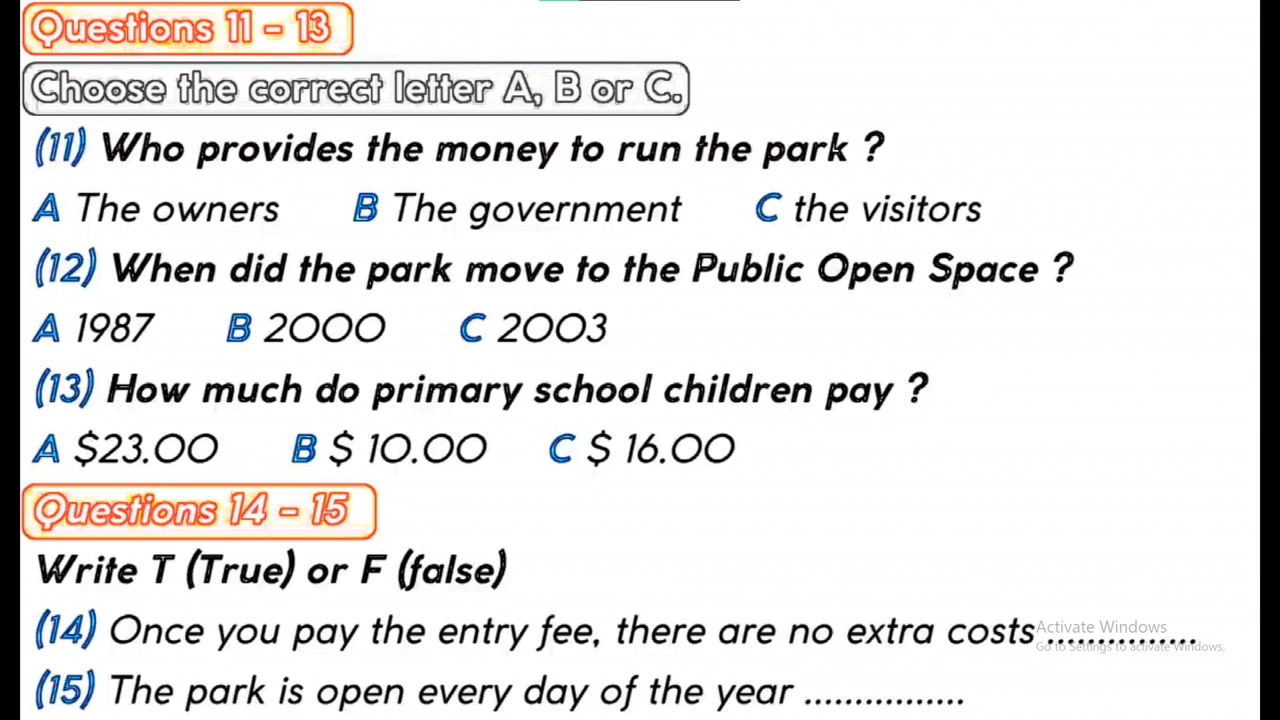 Questions 11 - 13
Choose the correct letter A, B or C.
(11) Who provides the money to run the park ?
A The owners B The government C the visitors
(12) When did the park move to the Public Open Space ?
A 1987 B 2000 C 2003
(13) How much do primary school children pay ?
A $23.00 B $ 10.00 C $ 16.00
Questions 14 - 15
Write T (True) or F (false)
(14) Once you pay the entry fee, there are no extra costs ...............
Activate Windows
Go to Settings to activate Windows.
(15) The park is open every day of the year ................